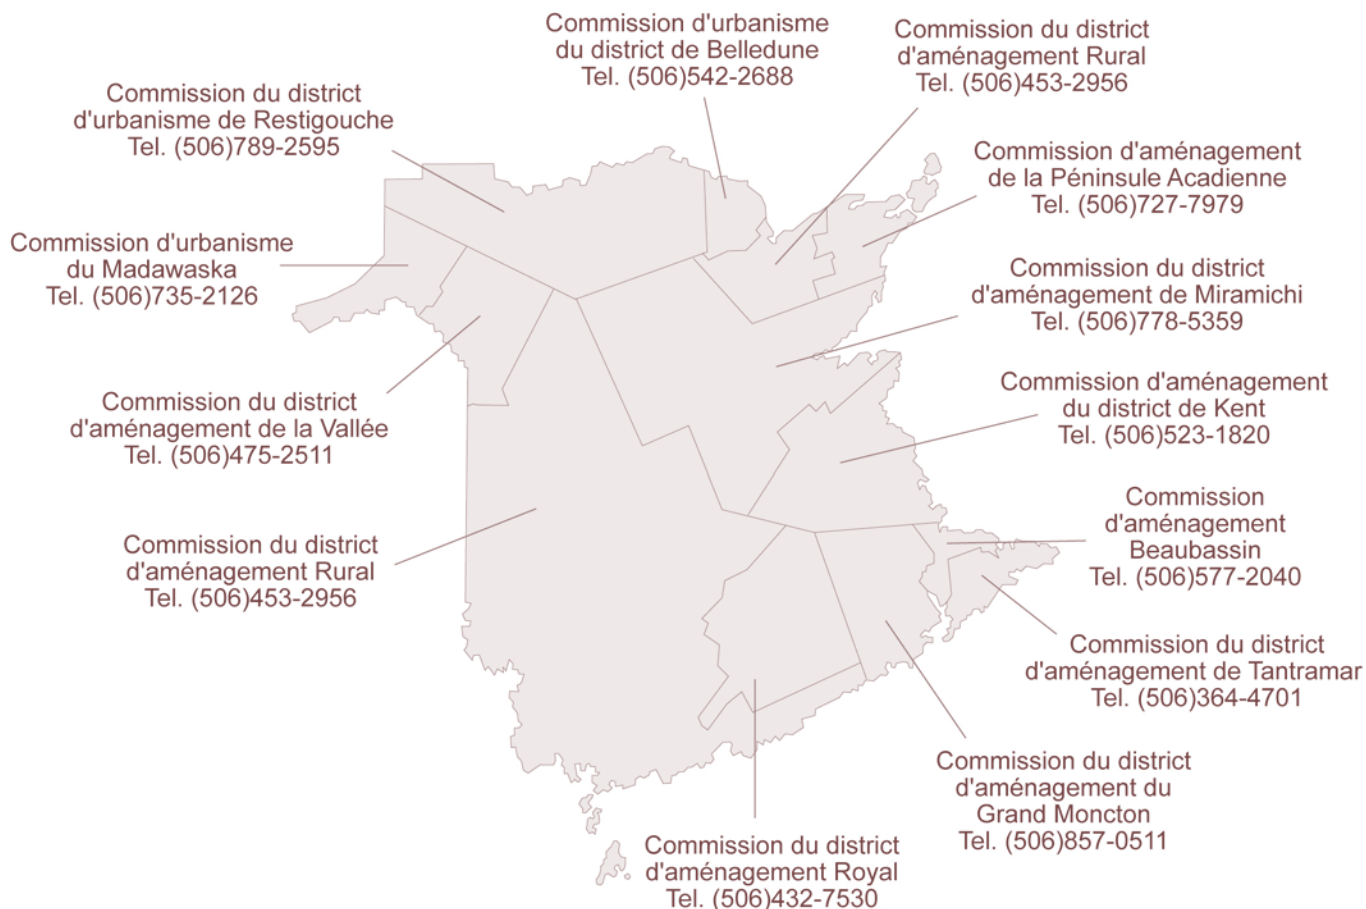 Commission d'urbanisme
du district de Belledune
Tel. (506)542-2688
Commission du district
d'aménagement Rural
Tel. (506)453-2956
Commission du district
d'urbanisme de Restigouche
Tel. (506)789-2595
Commission d'aménagement
de la Péninsule Acadienne
Tel. (506)727-7979
Commission d'urbanisme
du Madawaska
Tel. (506)735-2126
Commission du district
d'aménagement de Miramichi
Tel. (506)778-5359
Commission du district
d'aménagement de la Vallée
Tel. (506)475-2511
Commission d'aménagement
du district de Kent
Tel. (506)523-1820
Commission
d'aménagement
Beaubassin
Tel. (506)577-2040
Commission du district
d'aménagement Rural
Tel. (506)453-2956
Commission du district
d'aménagement de Tantramar
Tel. (506)364-4701
Commission du district
d'aménagement du
Grand Moncton
Tel. (506)857-0511
Commission du district
d'aménagement Royal
Tel. (506)432-7530